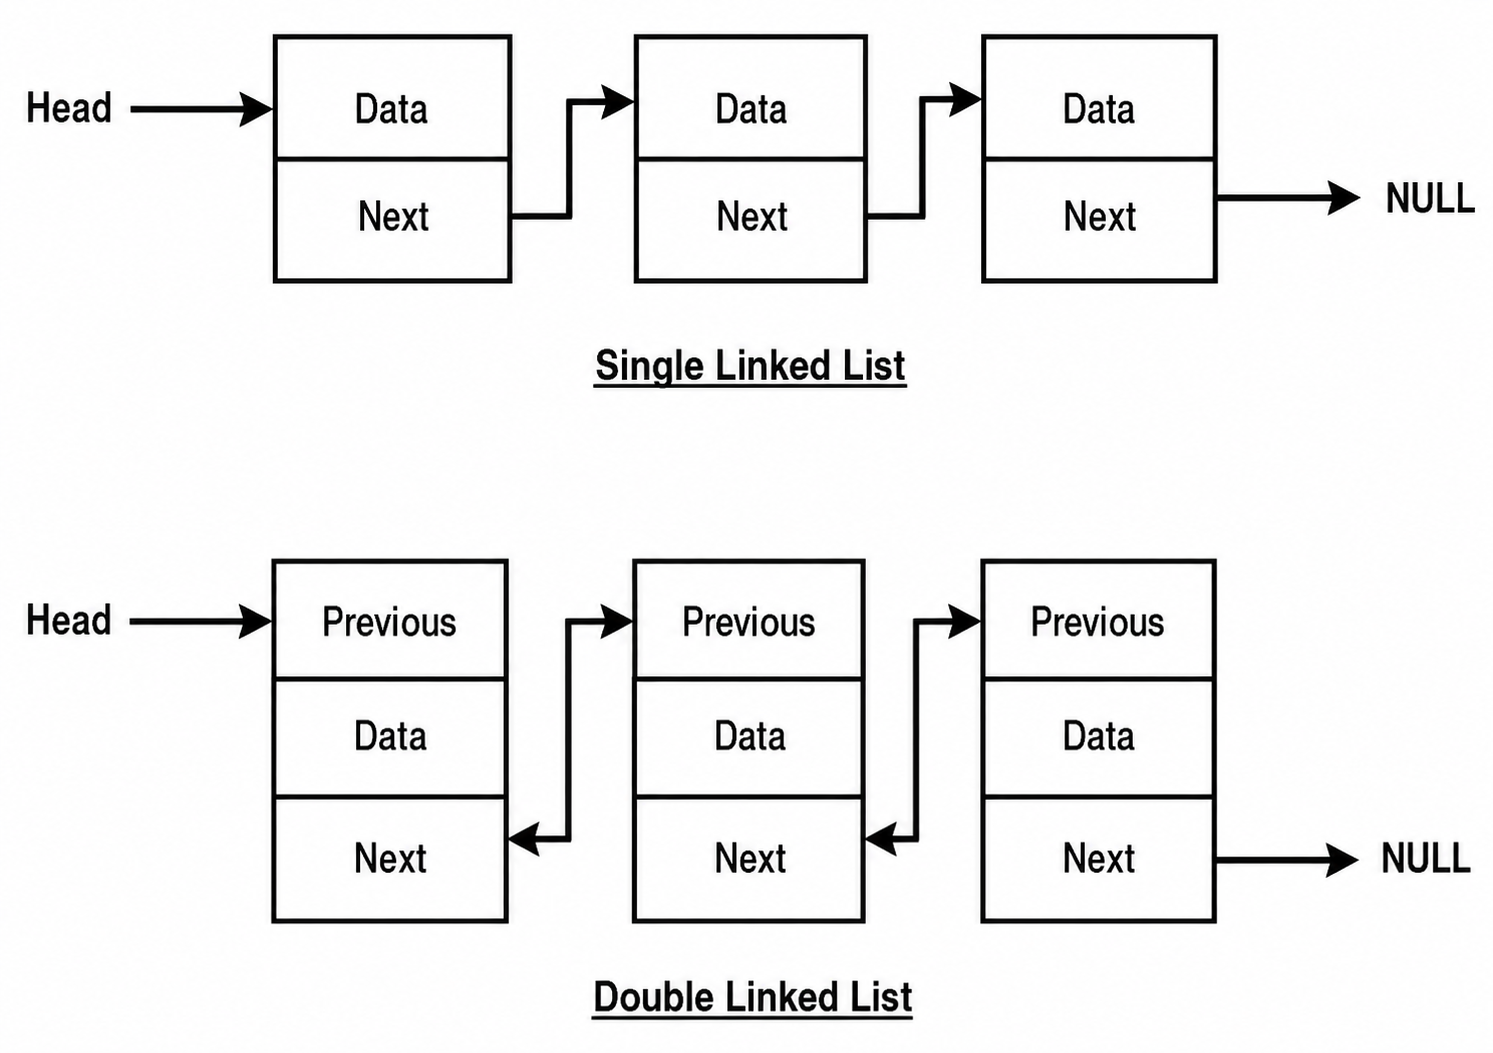 Head Data Data Data
Next Next Next NULL
Single Linked List
Head Previous Previous Previous
Data Data Data
Next Next Next NULL
Double Linked List